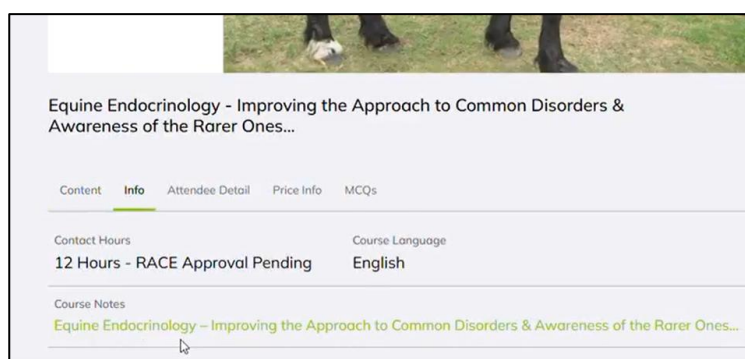 Equine Endocrinology - Improving the Approach to Common Disorders &
Awareness of the Rarer Ones...
Content Info Attendee Detail Price Info MCQs
Contact Hours Course Language
12 Hours - RACE Approval Pending English
Course Notes
Equine Endocrinology – Improving the Approach to Common Disorders & Awareness of the Rarer Ones...